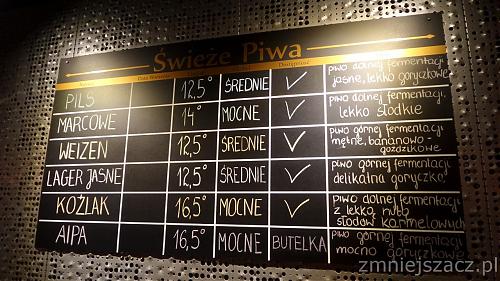 Świeże Piwa
Dostępność
PILS 12,5° ŚREDNIE ✓ piwo dolnej fermentacji
jasne, lekko goryczkowe
MARCOWE 14° MOCNE ✓ piwo dolnej fermentacji
lekko słodkie
WEIZEN 12,5° ŚREDNIE ✓ piwo górnej fermentacji
mętne, bananowo-
goździkowe
LAGER JASNE 12,5° ŚREDNIE ✓ piwo górnej fermentacji
delikalna goryczka
KOŹLAK 16,5° MOCNE ✓ piwo dolnej fermentacji
z lekką nutą
słodów karmelowych
AIPA 16,5° MOCNE BUTELKA piwo górnej fermentacji
mocno goryczkowe
zmniejszacz.pl